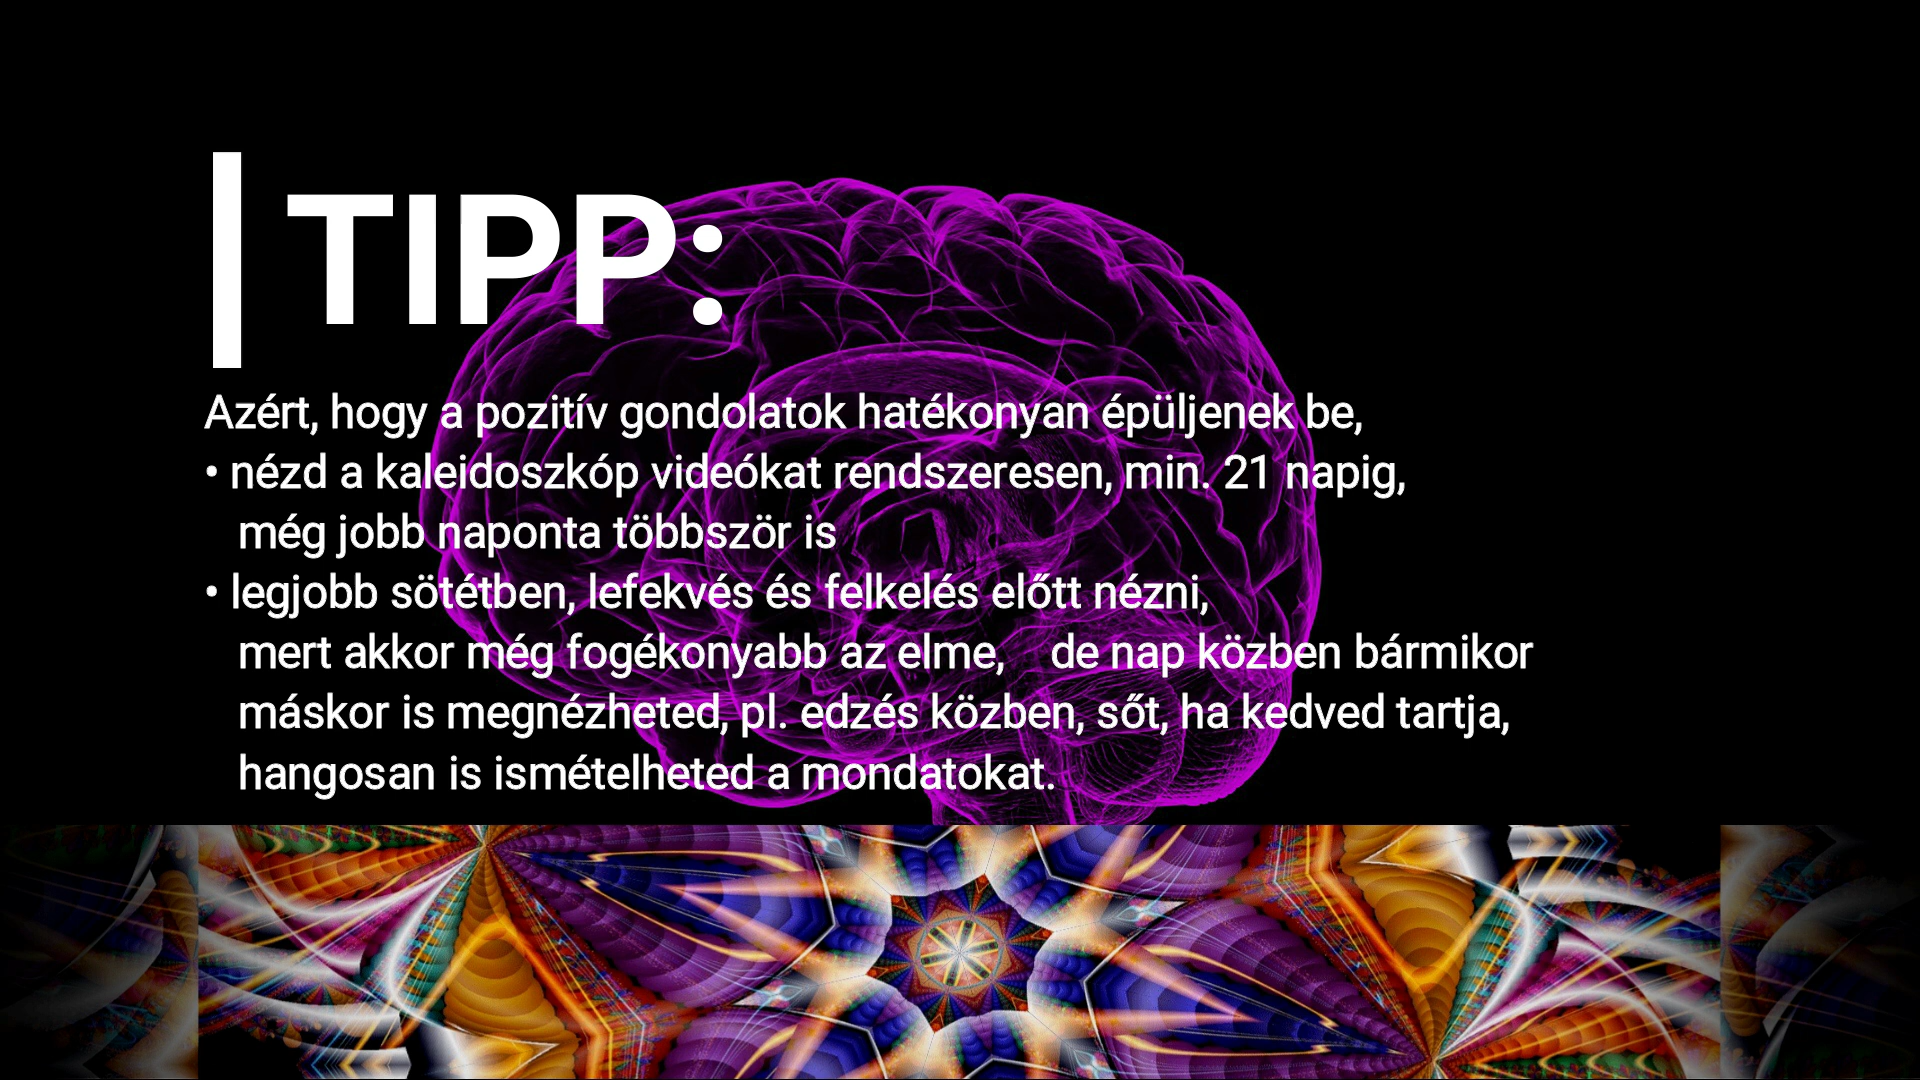 TIPP:
Azért, hogy a pozitív gondolatok hatékonyan épüljenek be,
• nézd a kaleidoszkóp videókat rendszeresen, min. 21 napig,
még jobb naponta többször is
• legjobb sötétben, lefekvés és felkelés előtt nézni,
mert akkor még fogékonyabb az elme, de nap közben bármikor
máskor is megnézheted, pl. edzés közben, sőt, ha kedved tartja,
hangosan is ismételheted a mondatokat.